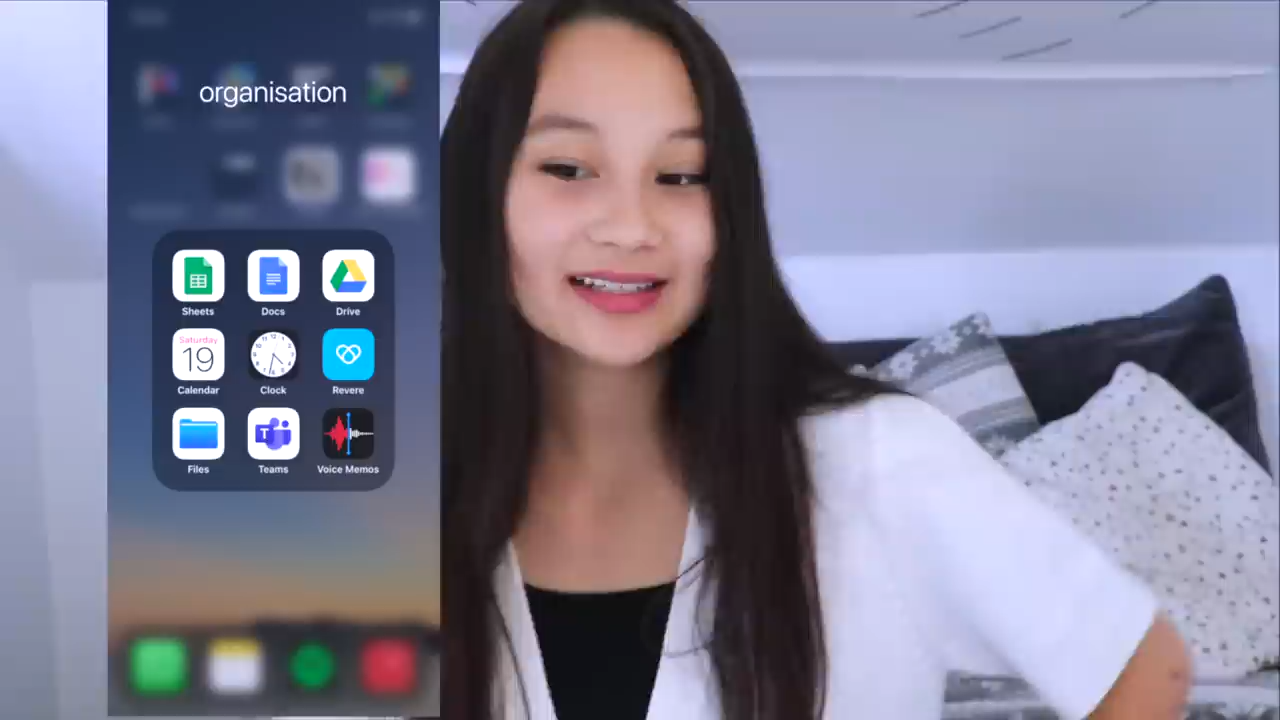 organisation
Sheets Docs Drive
Saturday
19
Calendar Clock Revere
T
Files Teams Voice Memos